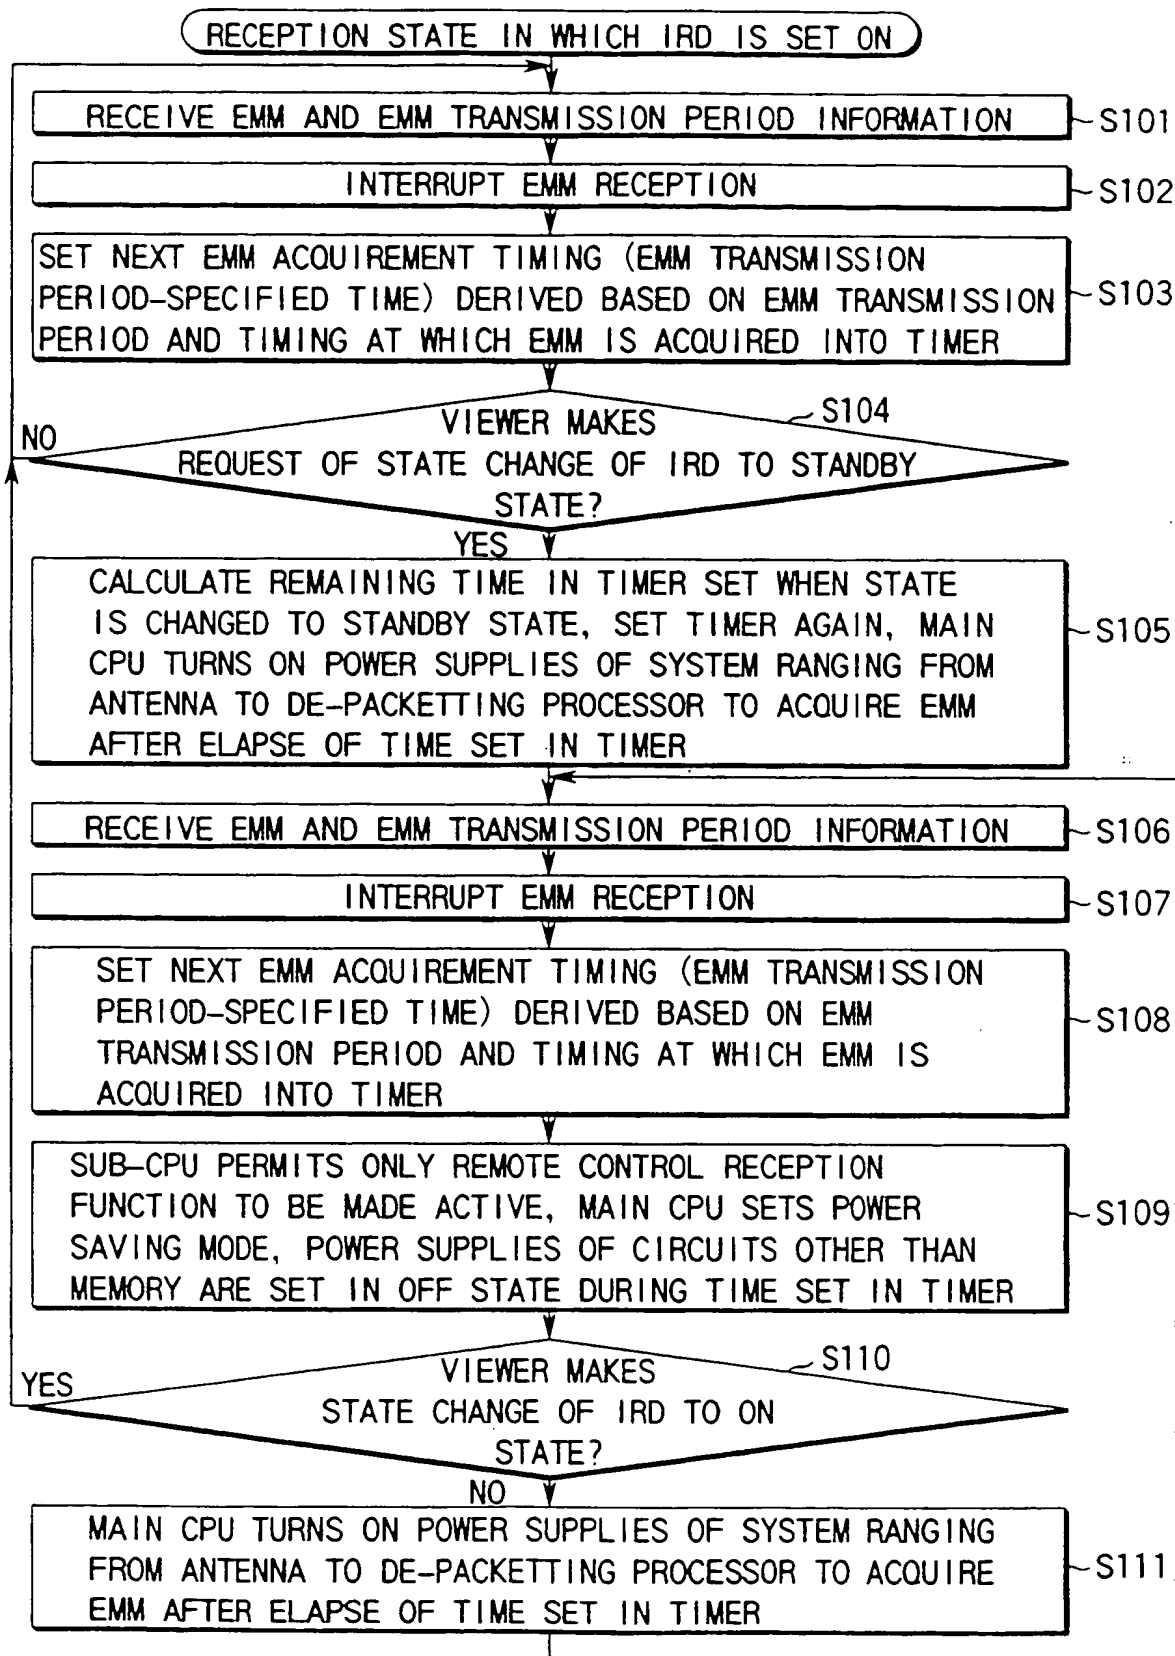 RECEPTION STATE IN WHICH IRD IS SET ON
RECEIVE EMM AND EMM TRANSMISSION PERIOD INFORMATION
S101
INTERRUPT EMM RECEPTION
S102
SET NEXT EMM ACQUIREMENT TIMING (EMM TRANSMISSION
PERIOD-SPECIFIED TIME) DERIVED BASED ON EMM TRANSMISSION
PERIOD AND TIMING AT WHICH EMM IS ACQUIRED INTO TIMER
S103
S104
VIEWER MAKES
REQUEST OF STATE CHANGE OF IRD TO STANDBY
STATE?
NO
YES
CALCULATE REMAINING TIME IN TIMER SET WHEN STATE
IS CHANGED TO STANDBY STATE, SET TIMER AGAIN, MAIN
CPU TURNS ON POWER SUPPLIES OF SYSTEM RANGING FROM
ANTENNA TO DE-PACKETTING PROCESSOR TO ACQUIRE EMM
AFTER ELAPSE OF TIME SET IN TIMER
S105
RECEIVE EMM AND EMM TRANSMISSION PERIOD INFORMATION
S106
INTERRUPT EMM RECEPTION
S107
SET NEXT EMM ACQUIREMENT TIMING (EMM TRANSMISSION
PERIOD-SPECIFIED TIME) DERIVED BASED ON EMM
TRANSMISSION PERIOD AND TIMING AT WHICH EMM IS
ACQUIRED INTO TIMER
S108
SUB-CPU PERMITS ONLY REMOTE CONTROL RECEPTION
FUNCTION TO BE MADE ACTIVE, MAIN CPU SETS POWER
SAVING MODE, POWER SUPPLIES OF CIRCUITS OTHER THAN
MEMORY ARE SET IN OFF STATE DURING TIME SET IN TIMER
S109
S110
VIEWER MAKES
STATE CHANGE OF IRD TO ON
STATE?
YES
NO
MAIN CPU TURNS ON POWER SUPPLIES OF SYSTEM RANGING
FROM ANTENNA TO DE-PACKETTING PROCESSOR TO ACQUIRE
EMM AFTER ELAPSE OF TIME SET IN TIMER
S111